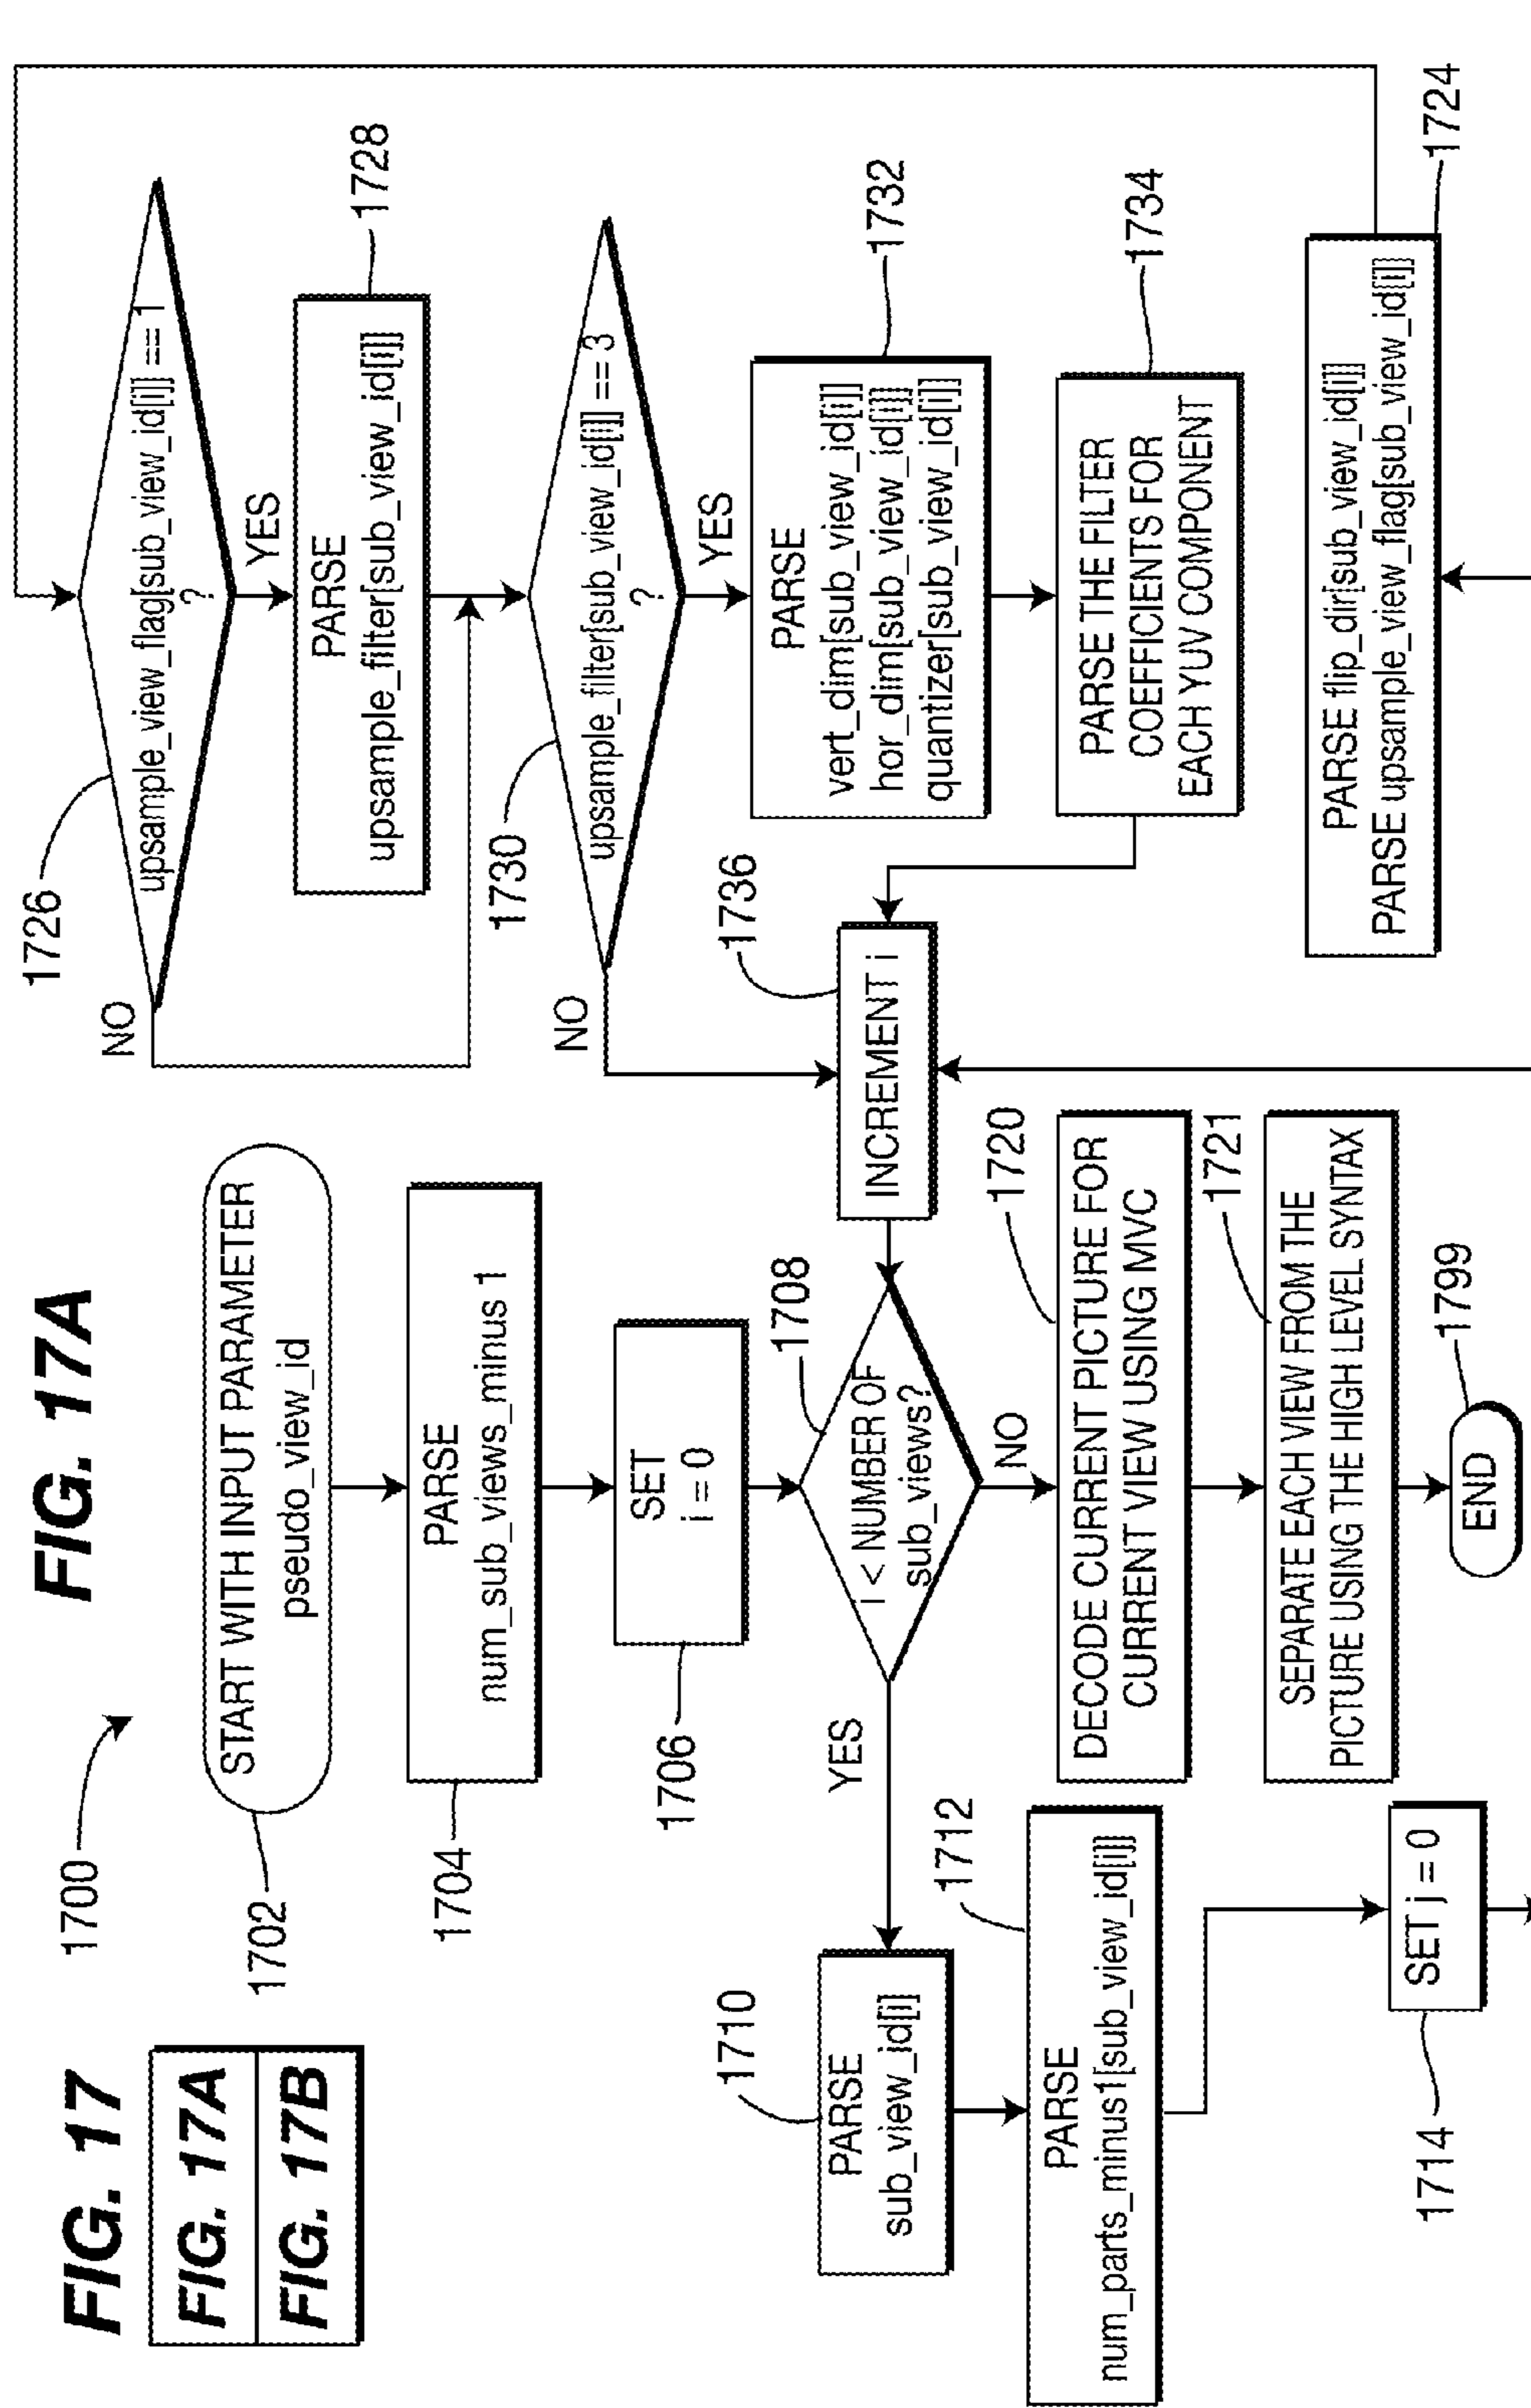 FIG. 17
FIG. 17A
FIG. 17B
FIG. 17A
1700
1702
START WITH INPUT PARAMETER
pseudo_view_id
1704
PARSE
num_sub_views_minus 1
1706
SET
i = 0
1708
i < NUMBER OF
sub_views?
YES
NO
1710
PARSE
sub_view_id[i]
1712
PARSE
num_parts_minus1[sub_view_id[i]]
1714
SET j = 0
1720
DECODE CURRENT PICTURE FOR
CURRENT VIEW USING MVC
1721
SEPARATE EACH VIEW FROM THE
PICTURE USING THE HIGH LEVEL SYNTAX
1799
END
1726
upsample_view_flag[sub_view_id[i]] == 1
?
NO
YES
1728
PARSE
upsample_filter[sub_view_id[i]]
1730
upsample_filter[sub_view_id[i]] == 3
?
NO
YES
1732
PARSE
vert_dim[sub_view_id[i]]
hor_dim[sub_view_id[i]]
quantizer[sub_view_id[i]]
1734
PARSE THE FILTER
COEFFICIENTS FOR
EACH YUV COMPONENT
1736
INCREMENT i
1724
PARSE flip_dir[sub_view_id[i]]
PARSE upsample_view_flag[sub_view_id[i]]